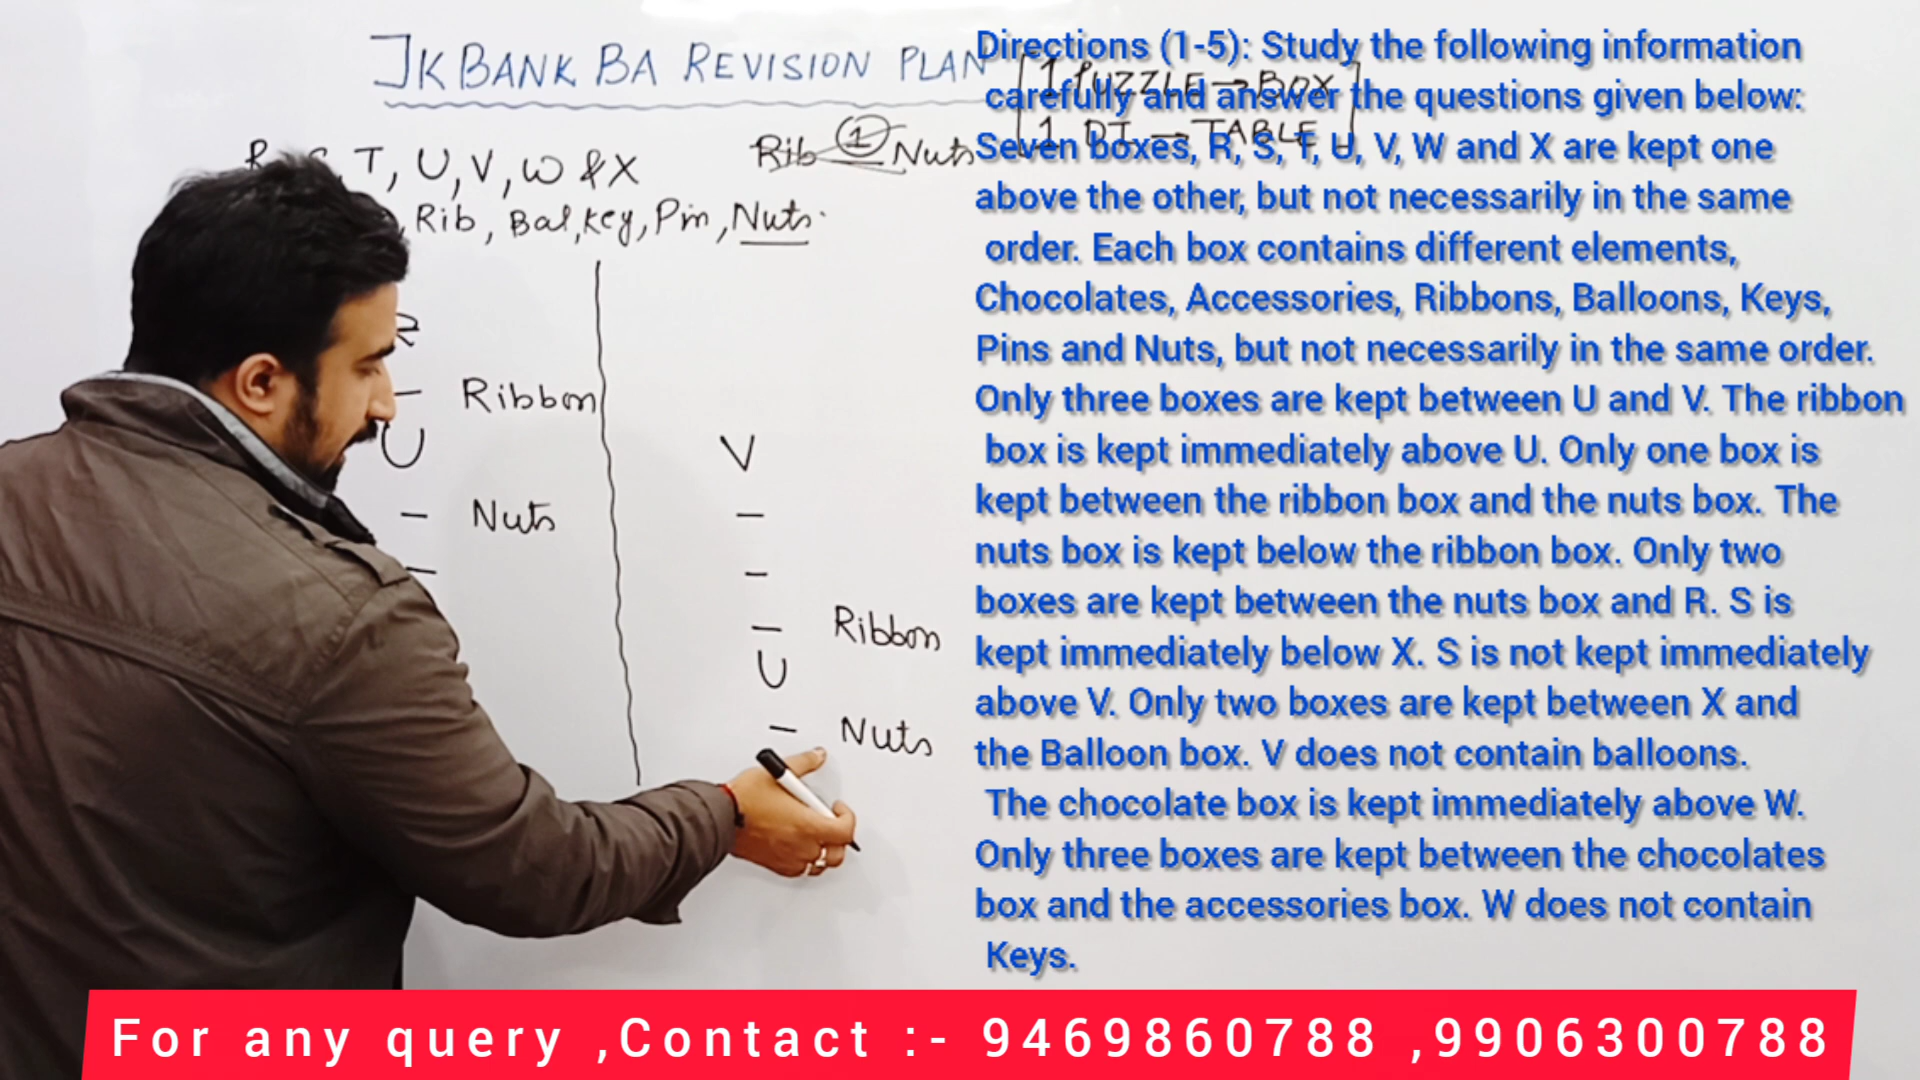 JK BANK BA REVISION PLAN
[1 PUZZLE → BOX]
1 DI → TABLE
T, U, V, W & X
Rib 1 Nuts
, Rib, Bal, Key, Pin, Nuts.
R
– Ribbon
U
– Nuts
–
V
–
–
– Ribbon
U
– Nuts
Directions (1-5): Study the following information
carefully and answer the questions given below:
Seven boxes, R, S, T, U, V, W and X are kept one
above the other, but not necessarily in the same
order. Each box contains different elements,
Chocolates, Accessories, Ribbons, Balloons, Keys,
Pins and Nuts, but not necessarily in the same order.
Only three boxes are kept between U and V. The ribbon
box is kept immediately above U. Only one box is
kept between the ribbon box and the nuts box. The
nuts box is kept below the ribbon box. Only two
boxes are kept between the nuts box and R. S is
kept immediately below X. S is not kept immediately
above V. Only two boxes are kept between X and
the Balloon box. V does not contain balloons.
The chocolate box is kept immediately above W.
Only three boxes are kept between the chocolates
box and the accessories box. W does not contain
Keys.
For any query ,Contact :- 9469860788 ,9906300788